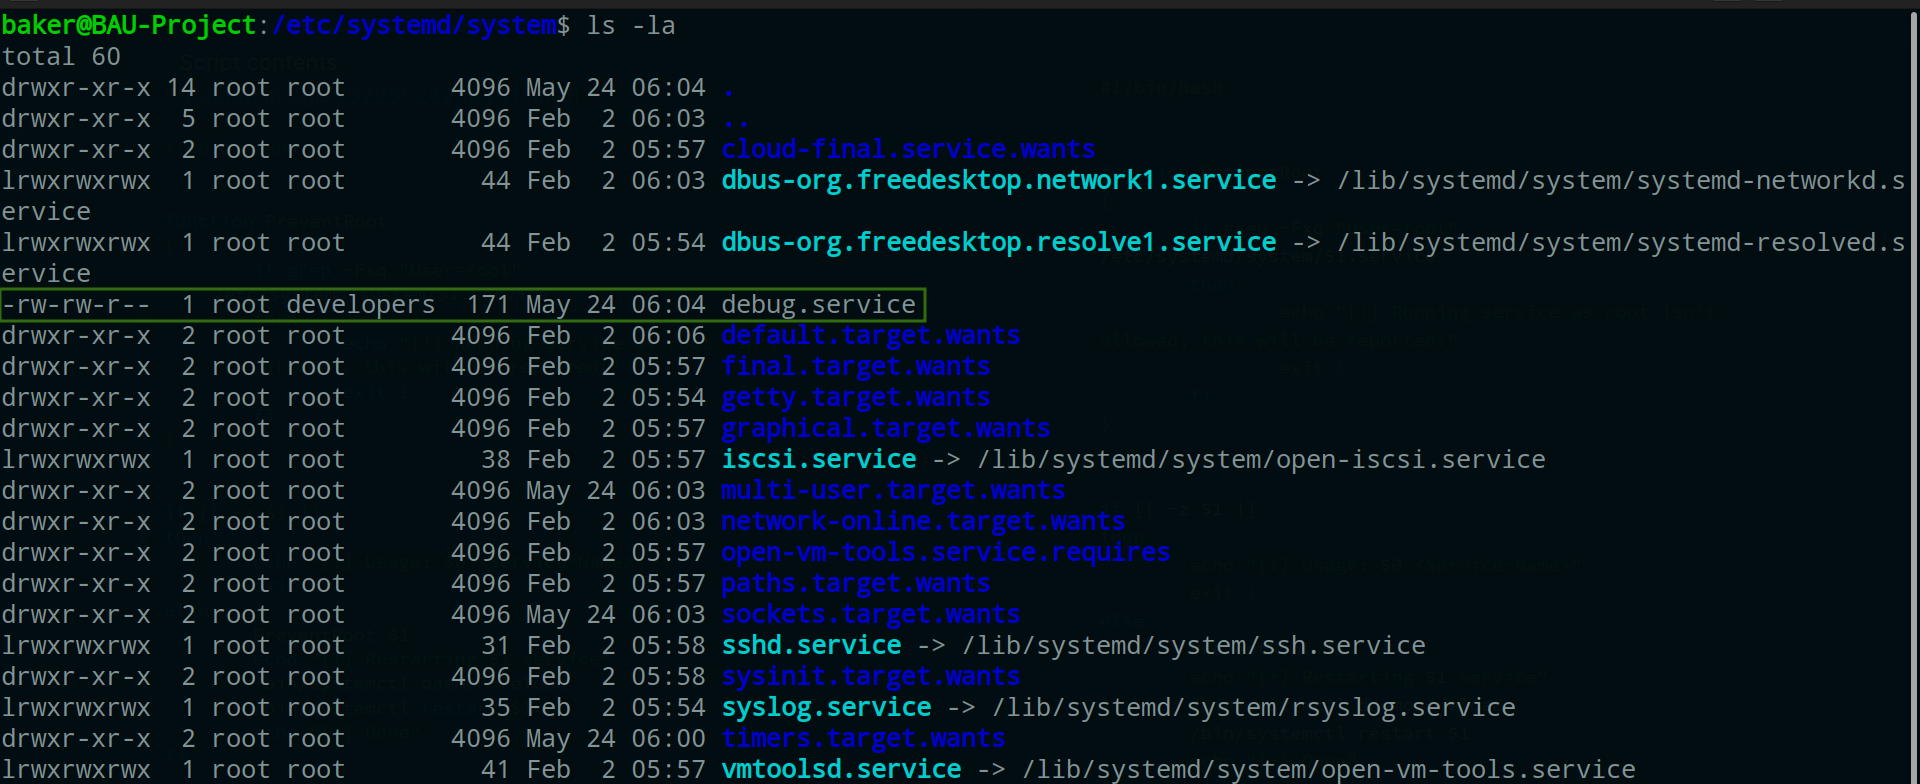 baker@BAU-Project:/etc/systemd/system$ ls -la
total 60
drwxr-xr-x 14 root root       4096 May 24 06:04 .
drwxr-xr-x  5 root root       4096 Feb  2 06:03 ..
drwxr-xr-x  2 root root       4096 Feb  2 05:57 cloud-final.service.wants
lrwxrwxrwx  1 root root         44 Feb  2 06:03 dbus-org.freedesktop.network1.service -> /lib/systemd/system/systemd-networkd.s
ervice
lrwxrwxrwx  1 root root         44 Feb  2 05:54 dbus-org.freedesktop.resolve1.service -> /lib/systemd/system/systemd-resolved.s
ervice
-rw-rw-r--  1 root developers  171 May 24 06:04 debug.service
drwxr-xr-x  2 root root       4096 Feb  2 06:06 default.target.wants
drwxr-xr-x  2 root root       4096 Feb  2 05:57 final.target.wants
drwxr-xr-x  2 root root       4096 Feb  2 05:54 getty.target.wants
drwxr-xr-x  2 root root       4096 Feb  2 05:57 graphical.target.wants
lrwxrwxrwx  1 root root         38 Feb  2 05:57 iscsi.service -> /lib/systemd/system/open-iscsi.service
drwxr-xr-x  2 root root       4096 May 24 06:03 multi-user.target.wants
drwxr-xr-x  2 root root       4096 Feb  2 06:03 network-online.target.wants
drwxr-xr-x  2 root root       4096 Feb  2 05:57 open-vm-tools.service.requires
drwxr-xr-x  2 root root       4096 Feb  2 05:57 paths.target.wants
drwxr-xr-x  2 root root       4096 May 24 06:03 sockets.target.wants
lrwxrwxrwx  1 root root         31 Feb  2 05:58 sshd.service -> /lib/systemd/system/ssh.service
drwxr-xr-x  2 root root       4096 Feb  2 05:58 sysinit.target.wants
lrwxrwxrwx  1 root root         35 Feb  2 05:54 syslog.service -> /lib/systemd/system/rsyslog.service
drwxr-xr-x  2 root root       4096 May 24 06:00 timers.target.wants
lrwxrwxrwx  1 root root         41 Feb  2 05:57 vmtoolsd.service -> /lib/systemd/system/open-vm-tools.service